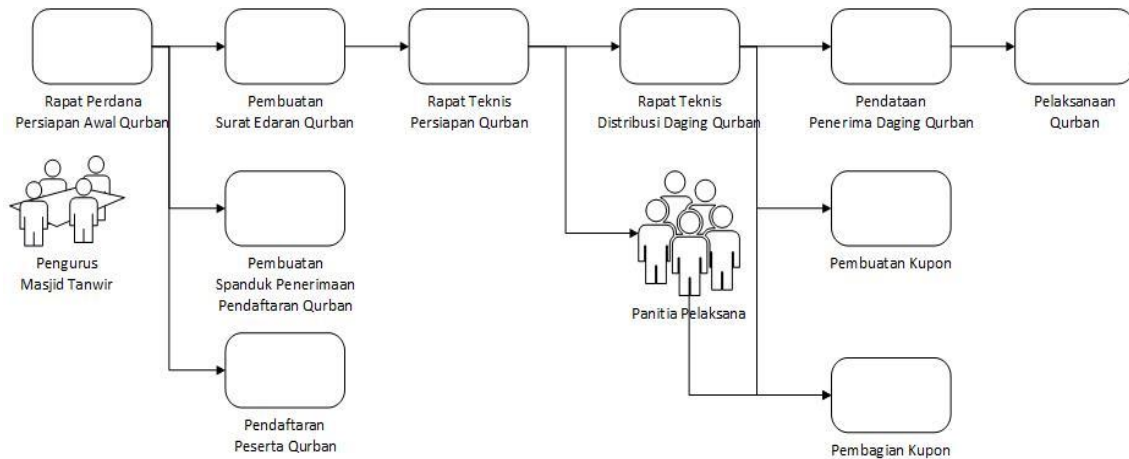 Rapat Perdana
Persiapan Awal Qurban
Pembuatan
Surat Edaran Qurban
Rapat Teknis
Persiapan Qurban
Rapat Teknis
Distribusi Daging Qurban
Pendataan
Penerima Daging Qurban
Pelaksanaan
Qurban
Pengurus
Masjid Tanwir
Pembuatan
Spanduk Penerimaan
Pendaftaran Qurban
Panitia Pelaksana
Pembuatan Kupon
Pendaftaran
Peserta Qurban
Pembagian Kupon